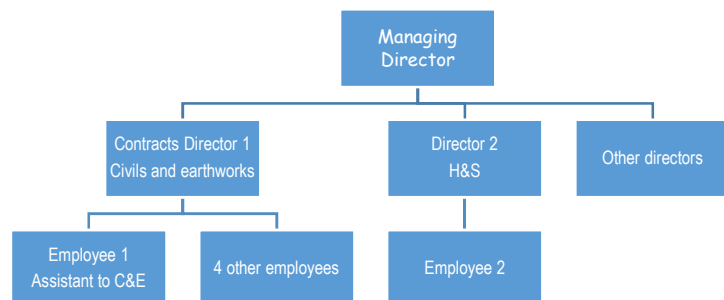 Managing
Director
Contracts Director 1
Civils and earthworks
Director 2
H&S
Other directors
Employee 1
Assistant to C&E
4 other employees
Employee 2